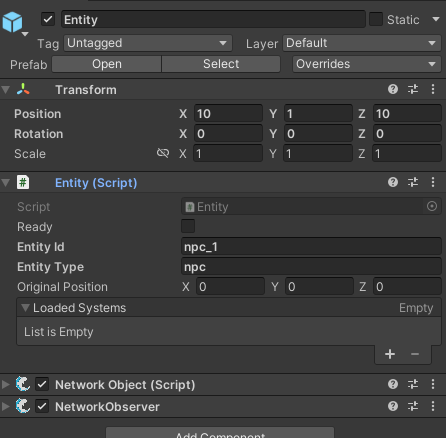 Entity Static
Tag Untagged Layer Default
Prefab Open Select Overrides
Transform
Position X 10 Y 1 Z 10
Rotation X 0 Y 0 Z 0
Scale X 1 Y 1 Z 1
# Entity (Script)
Script # Entity
Ready
Entity Id npc_1
Entity Type npc
Original Position X 0 Y 0 Z 0
Loaded Systems Empty
List is Empty
+ −
Network Object (Script)
NetworkObserver
Add Component